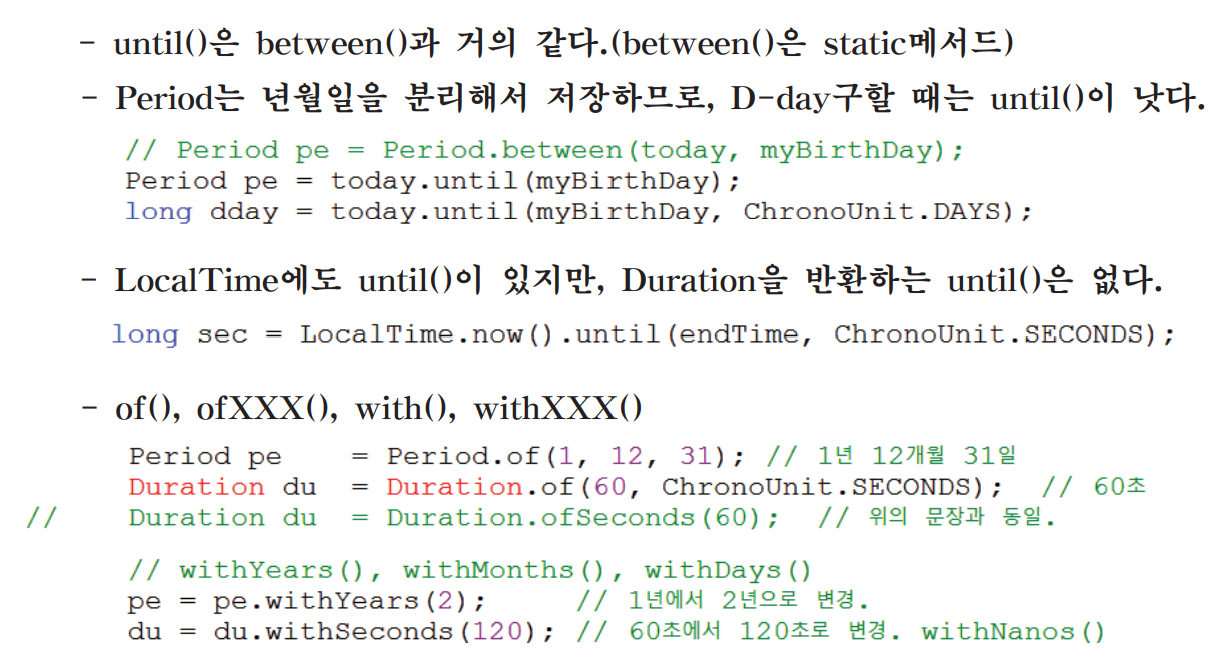 - until()은 between()과 거의 같다.(between()은 static메서드)
- Period는 년월일을 분리해서 저장하므로, D-day구할 때는 until()이 낫다.
// Period pe = Period.between(today, myBirthDay);
Period pe = today.until(myBirthDay);
long dday = today.until(myBirthDay, ChronoUnit.DAYS);
- LocalTime에도 until()이 있지만, Duration을 반환하는 until()은 없다.
long sec = LocalTime.now().until(endTime, ChronoUnit.SECONDS);
- of(), ofXXX(), with(), withXXX()
Period pe    = Period.of(1, 12, 31); // 1년 12개월 31일
Duration du  = Duration.of(60, ChronoUnit.SECONDS);  // 60초
//    Duration du  = Duration.ofSeconds(60);  // 위의 문장과 동일.
// withYears(), withMonths(), withDays()
pe = pe.withYears(2);     // 1년에서 2년으로 변경.
du = du.withSeconds(120); // 60초에서 120초로 변경. withNanos()